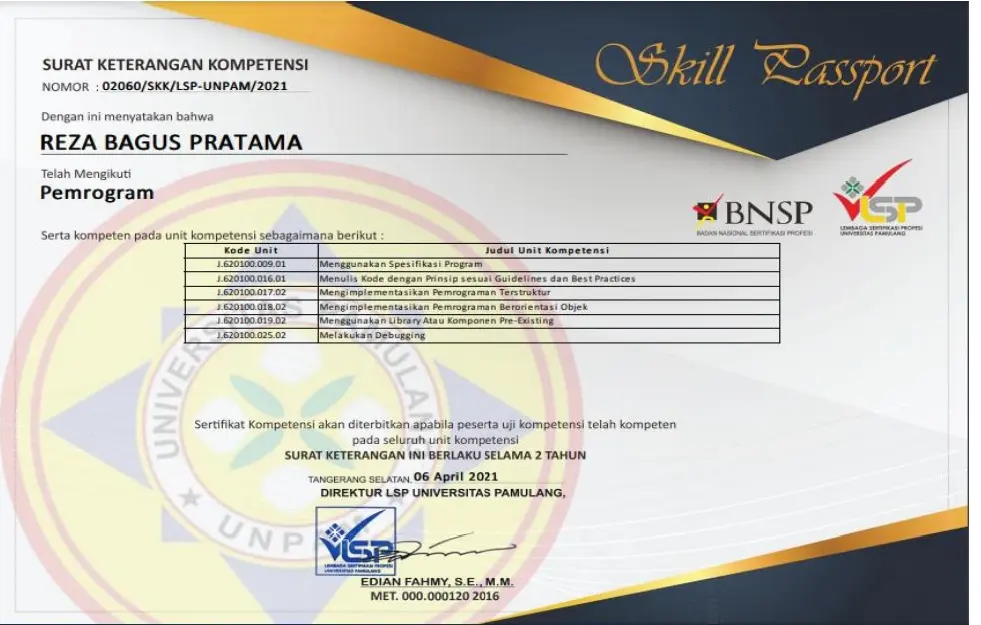 SURAT KETERANGAN KOMPETENSI
NOMOR : 02060/SKK/LSP-UNPAM/2021
Dengan ini menyatakan bahwa
REZA BAGUS PRATAMA
Telah Mengikuti
Pemrogram
Skill Passport
BNSP
BADAN NASIONAL SERTIFIKASI PROFESI
LSP
LEMBAGA SERTIFIKASI PROFESI
UNIVERSITAS PAMULANG
Serta kompeten pada unit kompetensi sebagaimana berikut :
Kode Unit Judul Unit Kompetensi
J.620100.009.01 Menggunakan Spesifikasi Program
J.620100.016.01 Menulis Kode dengan Prinsip sesuai Guidelines dan Best Practices
J.620100.017.02 Mengimplementasikan Pemrograman Terstruktur
J.620100.018.02 Mengimplementasikan Pemrograman Berorientasi Objek
J.620100.019.02 Menggunakan Library Atau Komponen Pre-Existing
J.620100.025.02 Melakukan Debugging
UNIVERSITAS PAMULANG
UNPAM
Sertifikat Kompetensi akan diterbitkan apabila peserta uji kompetensi telah kompeten
pada seluruh unit kompetensi
SURAT KETERANGAN INI BERLAKU SELAMA 2 TAHUN
TANGERANG SELATAN, 06 April 2021
DIREKTUR LSP UNIVERSITAS PAMULANG,
LSP
LEMBAGA SERTIFIKASI PROFESI
UNIVERSITAS PAMULANG
EDIAN FAHMY, S.E., M.M.
MET. 000.000120 2016